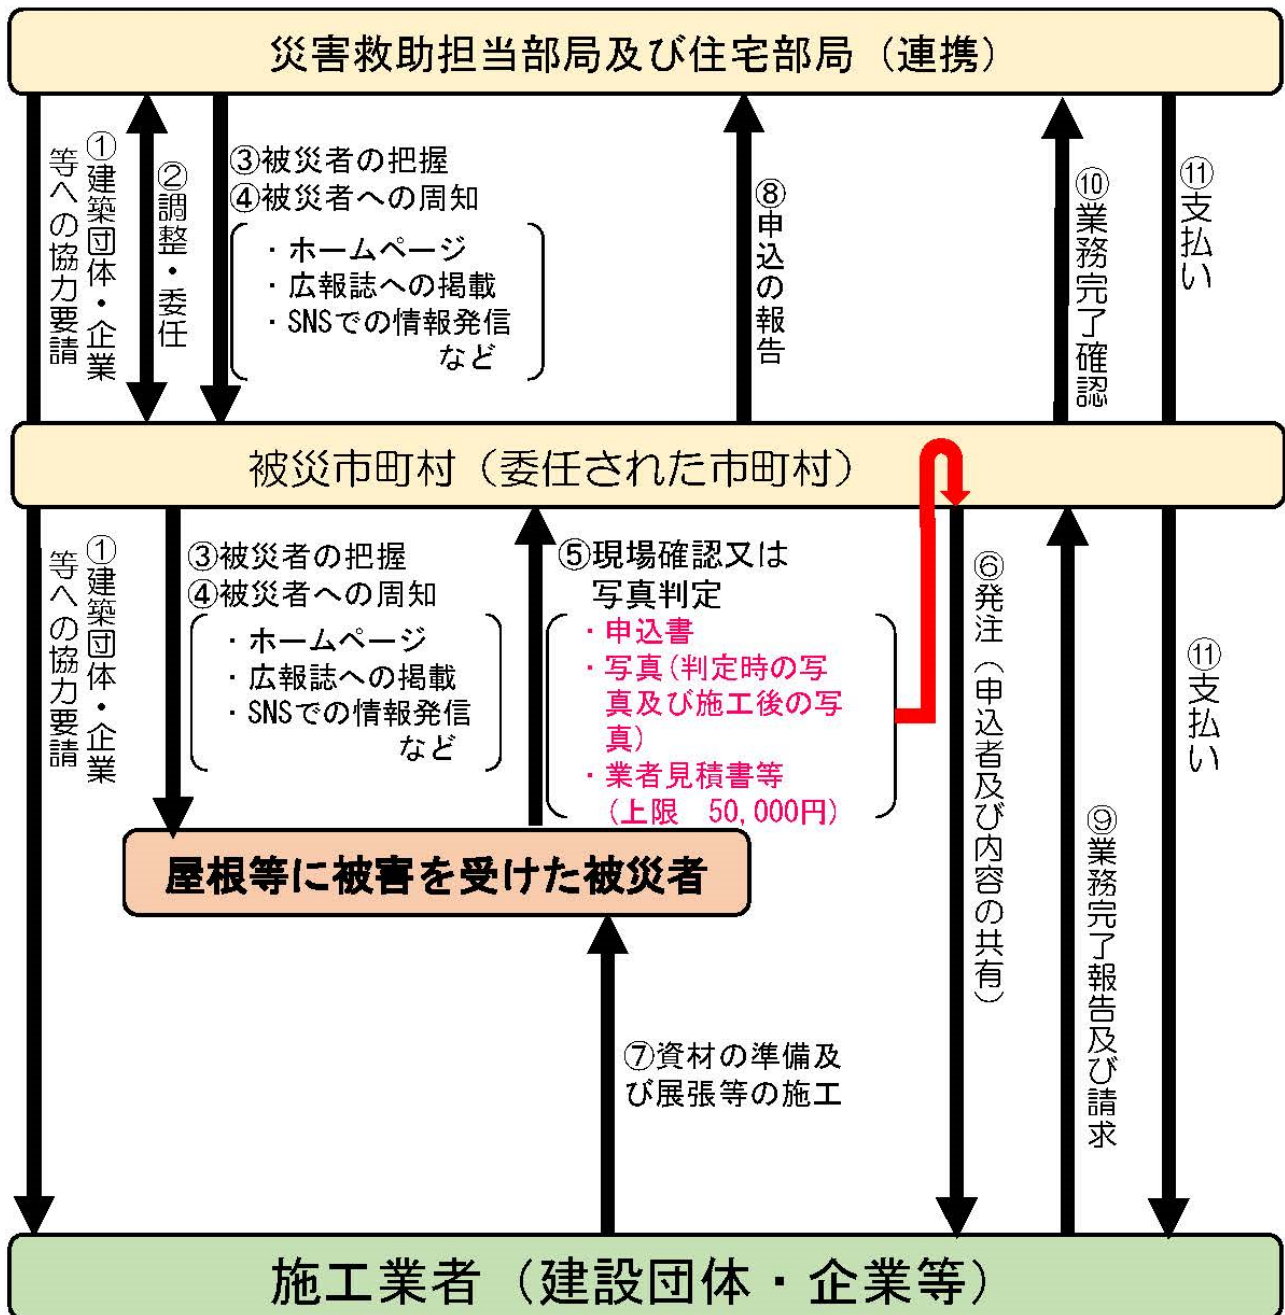 災害救助担当部局及び住宅部局（連携）
①建築団体・企業
等への協力要請
②調整・委任
③被災者の把握
④被災者への周知
・ホームページ
・広報誌への掲載
・SNSでの情報発信
など
⑧申込の報告
⑩業務完了確認
⑪支払い
被災市町村（委任された市町村）
①建築団体・企業
等への協力要請
③被災者の把握
④被災者への周知
・ホームページ
・広報誌への掲載
・SNSでの情報発信
など
⑤現場確認又は
写真判定
・申込書
・写真(判定時の写
真及び施工後の写
真)
・業者見積書等
(上限　50,000円)
⑥発注（申込者及び内容の共有）
⑨業務完了報告及び請求
⑪支払い
屋根等に被害を受けた被災者
⑦資材の準備及
び展張等の施工
施工業者（建設団体・企業等）